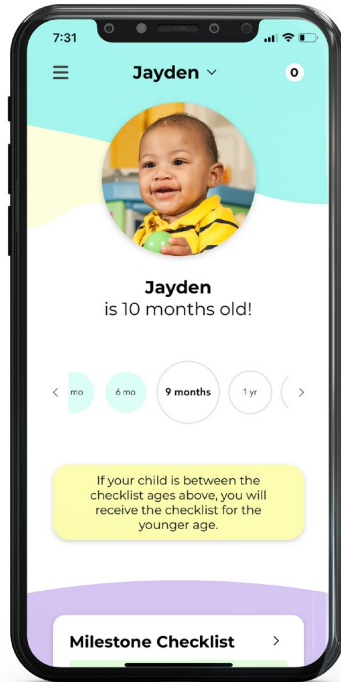 7:31
Jayden
0
Jayden
is 10 months old!
mo
6 mo
9 months
1 yr
If your child is between the
checklist ages above, you will
receive the checklist for the
younger age.
Milestone Checklist